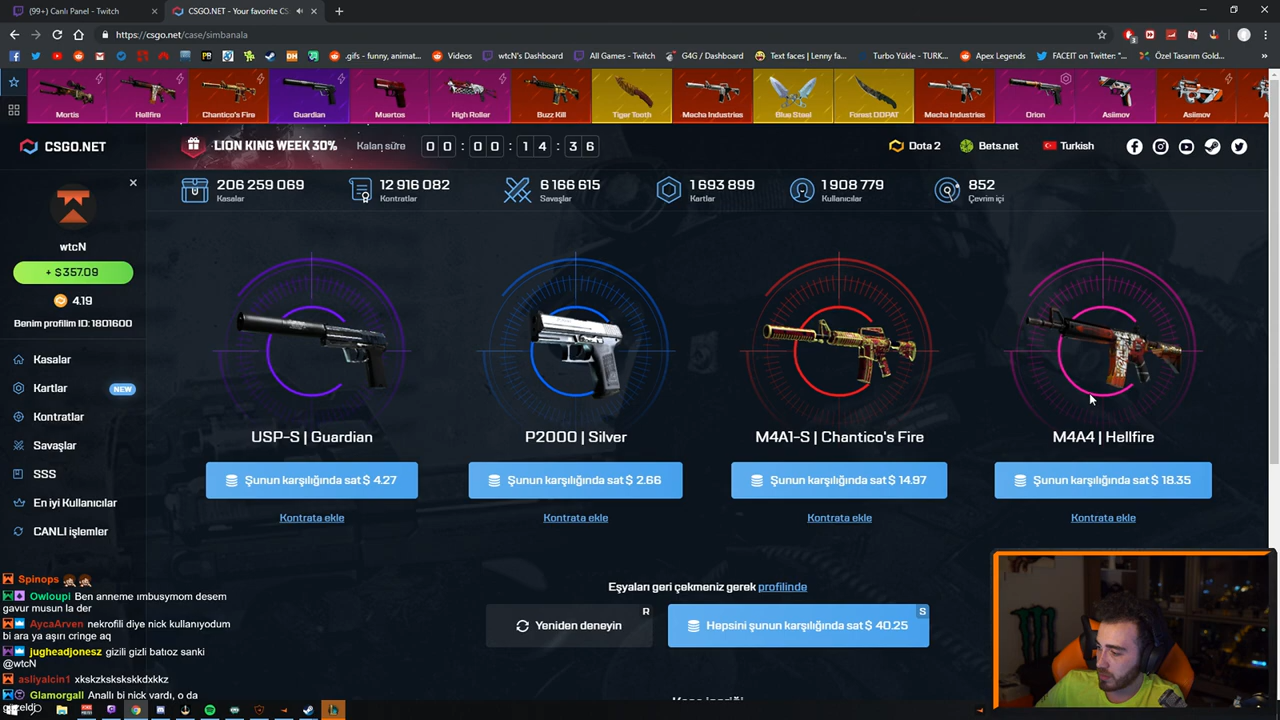 (99+) Canlı Panel - Twitch
CSGO.NET - Your favorite CS
https://csgo.net/case/simbanala
.gifs - funny, animat...
Videos
wtcN's Dashboard
All Games - Twitch
G4G / Dashboard
Text faces | Lenny fa...
Turbo Yükle - TURK...
Apex Legends
FACEIT on Twitter: "...
Özel Tasarım Gold...
Mortis
Hellfire
Chantico's Fire
Guardian
Muertos
High Roller
Buzz Kill
Tiger Tooth
Mecha Industries
Blue Steel
Forest DDPAT
Mecha Industries
Orion
Asiimov
Asiimov
CSGO.NET
LION KING WEEK 30%
Kalan süre
00:00:14:36
Dota 2
Bets.net
Turkish
206 259 069
Kasalar
12 916 082
Kontratlar
6 166 615
Savaşlar
1 693 899
Kartlar
1 908 779
Kullanıcılar
852
Çevrim içi
wtcN
+ $357.09
4.19
Benim profilim ID: 1801600
Kasalar
Kartlar
NEW
Kontratlar
Savaşlar
SSS
En iyi Kullanıcılar
CANLI işlemler
USP-S | Guardian
P2000 | Silver
M4A1-S | Chantico's Fire
M4A4 | Hellfire
Şunun karşılığında sat $ 4.27
Şunun karşılığında sat $ 2.66
Şunun karşılığında sat $ 14.97
Şunun karşılığında sat $ 18.35
Kontrata ekle
Kontrata ekle
Kontrata ekle
Kontrata ekle
Eşyaları geri çekmeniz gerek profilinde
Yeniden deneyin
R
Hepsini şunun karşılığında sat $ 40.25
S
Spinops
Owloupi Ben anneme ımbusymom desem
gavur musun la der
AycaArven nekrofili diye nick kullanıyodum
bi ara ya aşırı cringe aq
jugheadjonesz gizili gizli batıoz sanki
@wtcN
asliyalcin1 xkskzksksksksksdkxkz
Glamorgall Anallı bi nick vardı, o da